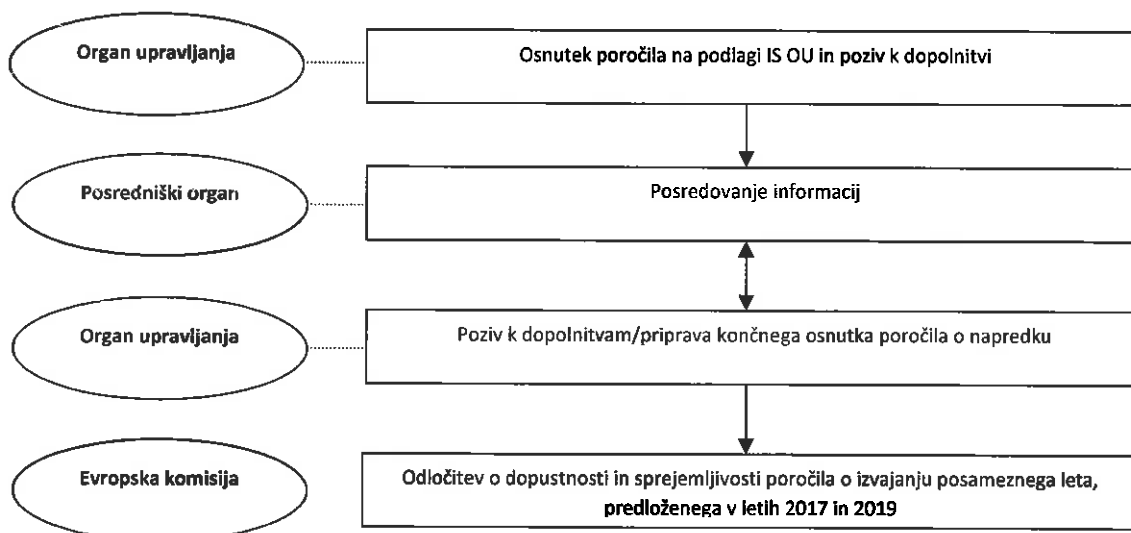 Organ upravljanja
Osnutek poročila na podlagi IS OU in poziv k dopolnitvi
Posredniški organ
Posredovanje informacij
Organ upravljanja
Poziv k dopolnitvam/priprava končnega osnutka poročila o napredku
Evropska komisija
Odločitev o dopustnosti in sprejemljivosti poročila o izvajanju posameznega leta,
predloženega v letih 2017 in 2019